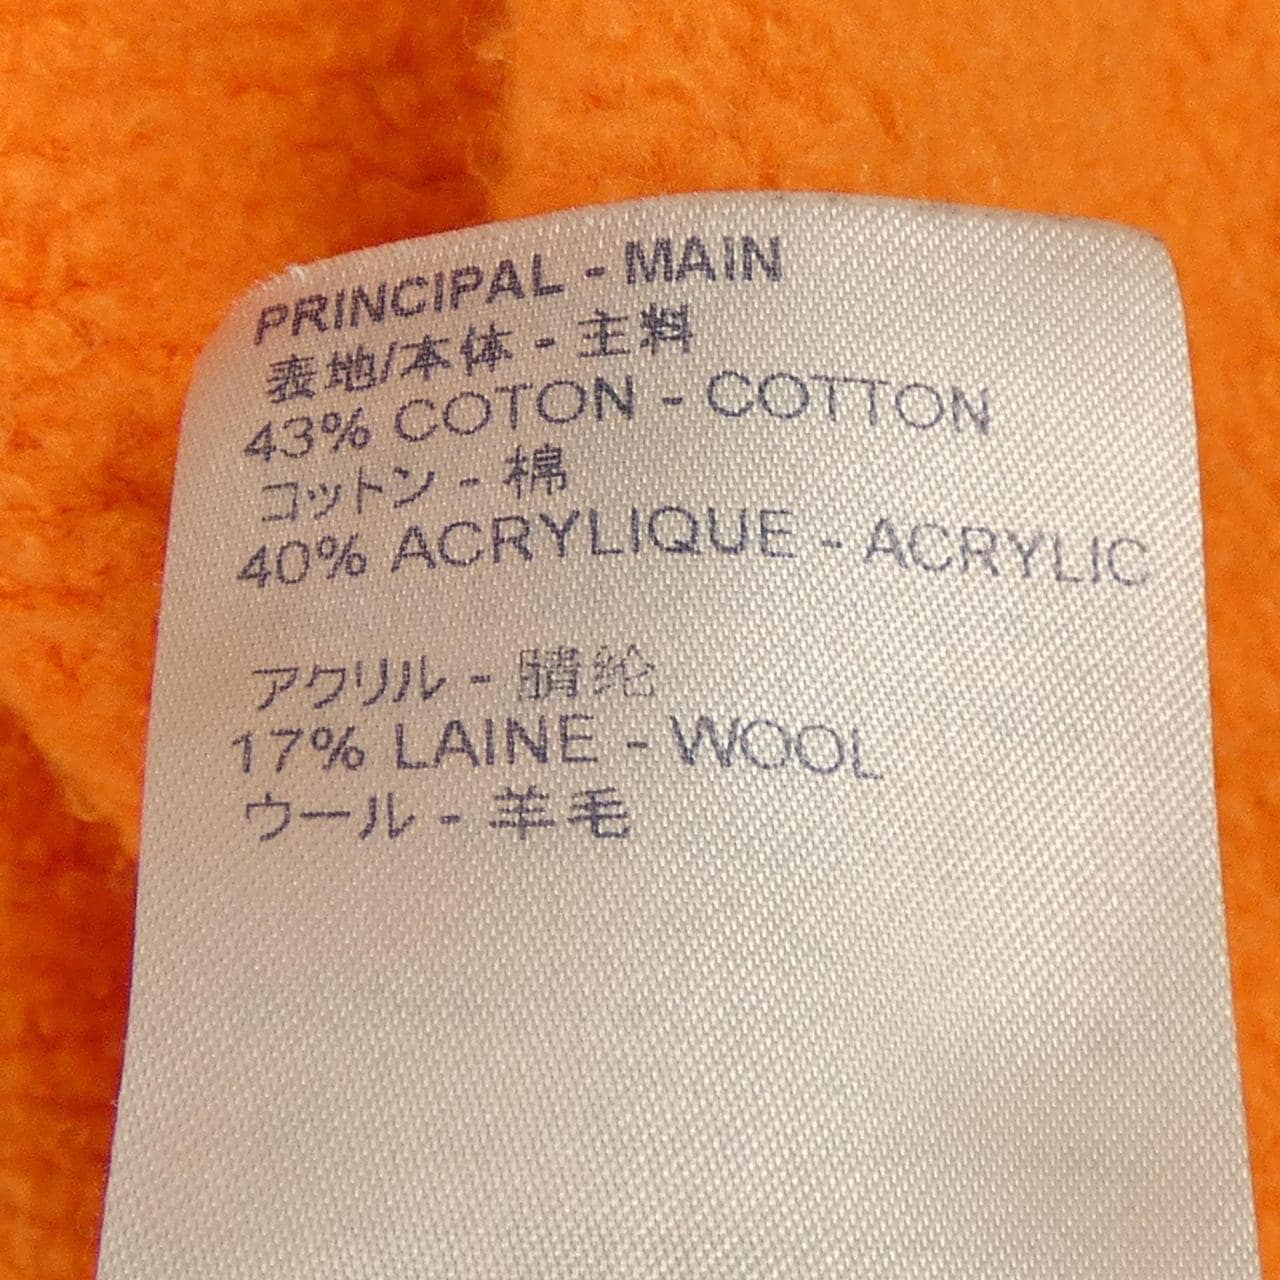 PRINCIPAL - MAIN
表地/本体 - 主料
43% COTON - COTTON
コットン - 棉
40% ACRYLIQUE - ACRYLIC
アクリル - 腈纶
17% LAINE - WOOL
ウール - 羊毛